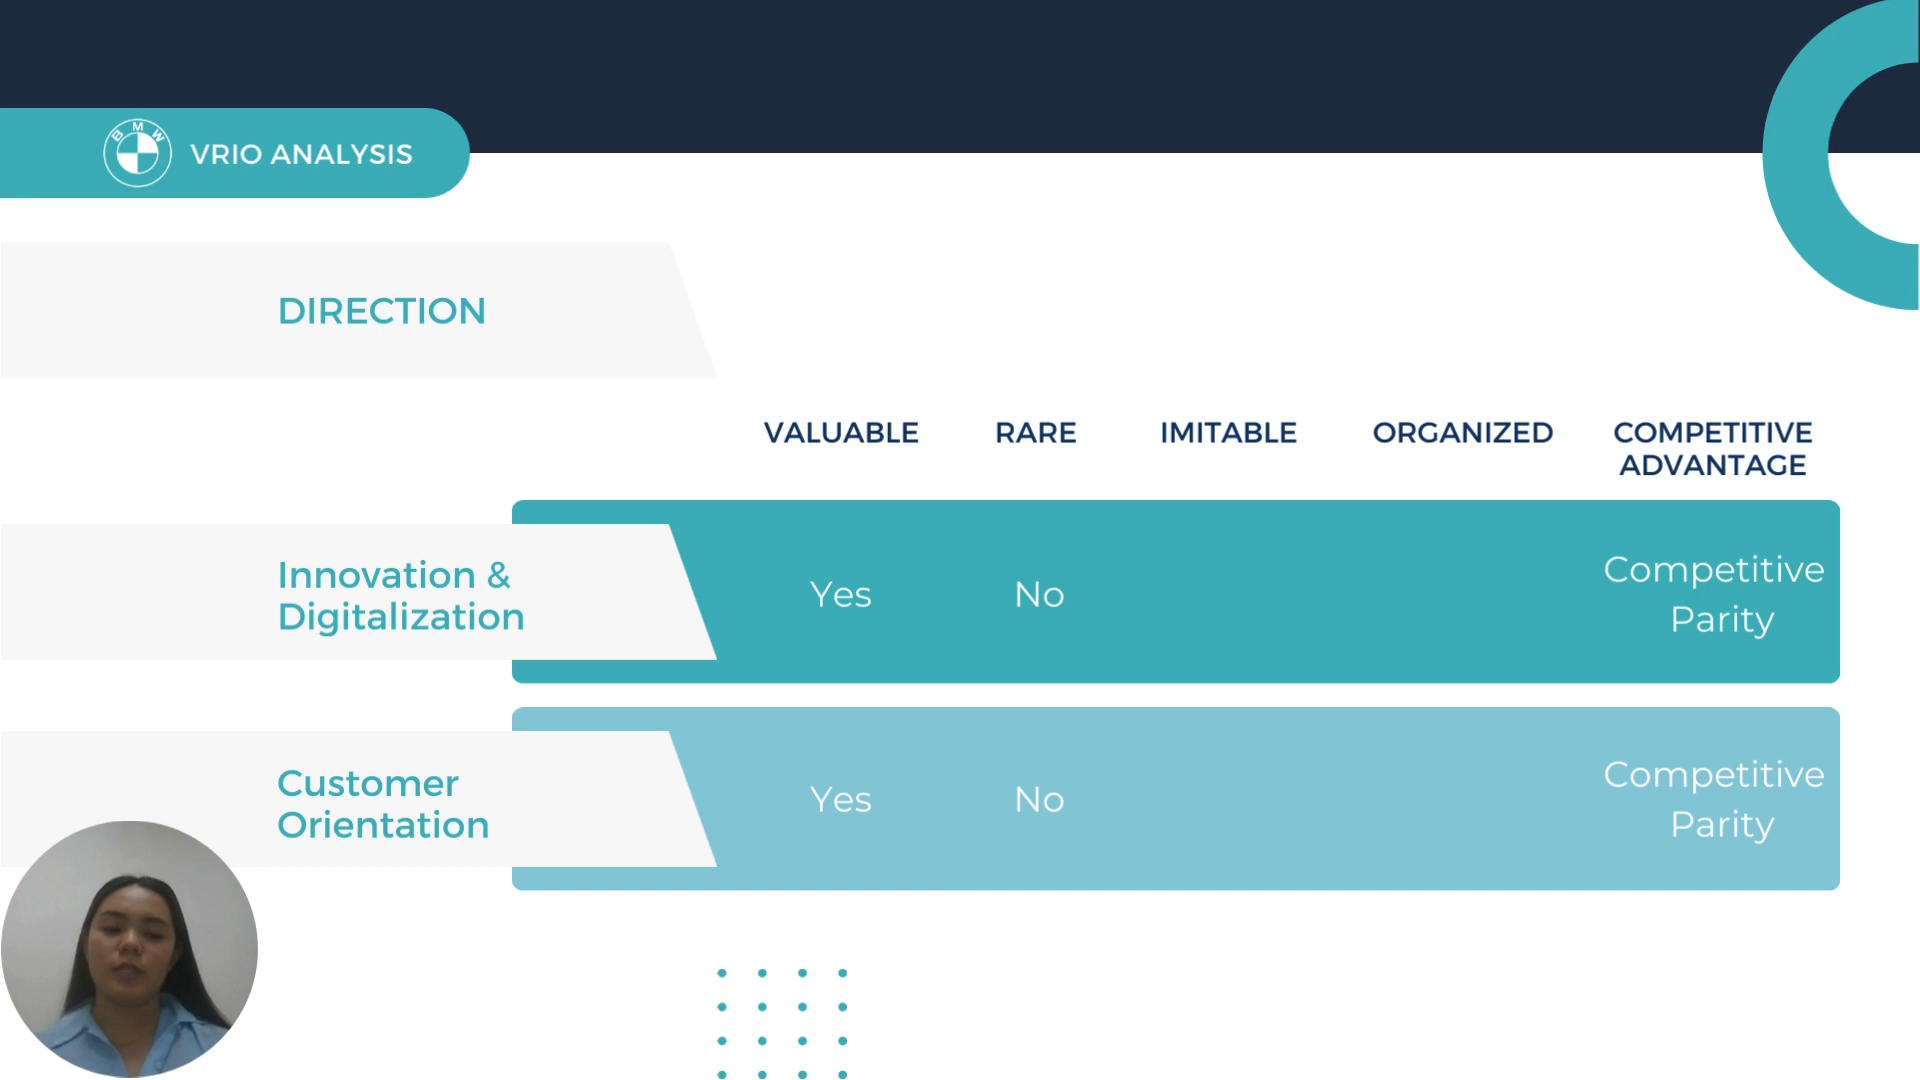 BMW
VRIO ANALYSIS
DIRECTION
VALUABLE RARE IMITABLE ORGANIZED COMPETITIVE
ADVANTAGE
Innovation &
Digitalization
Yes No Competitive
Parity
Customer
Orientation
Yes No Competitive
Parity